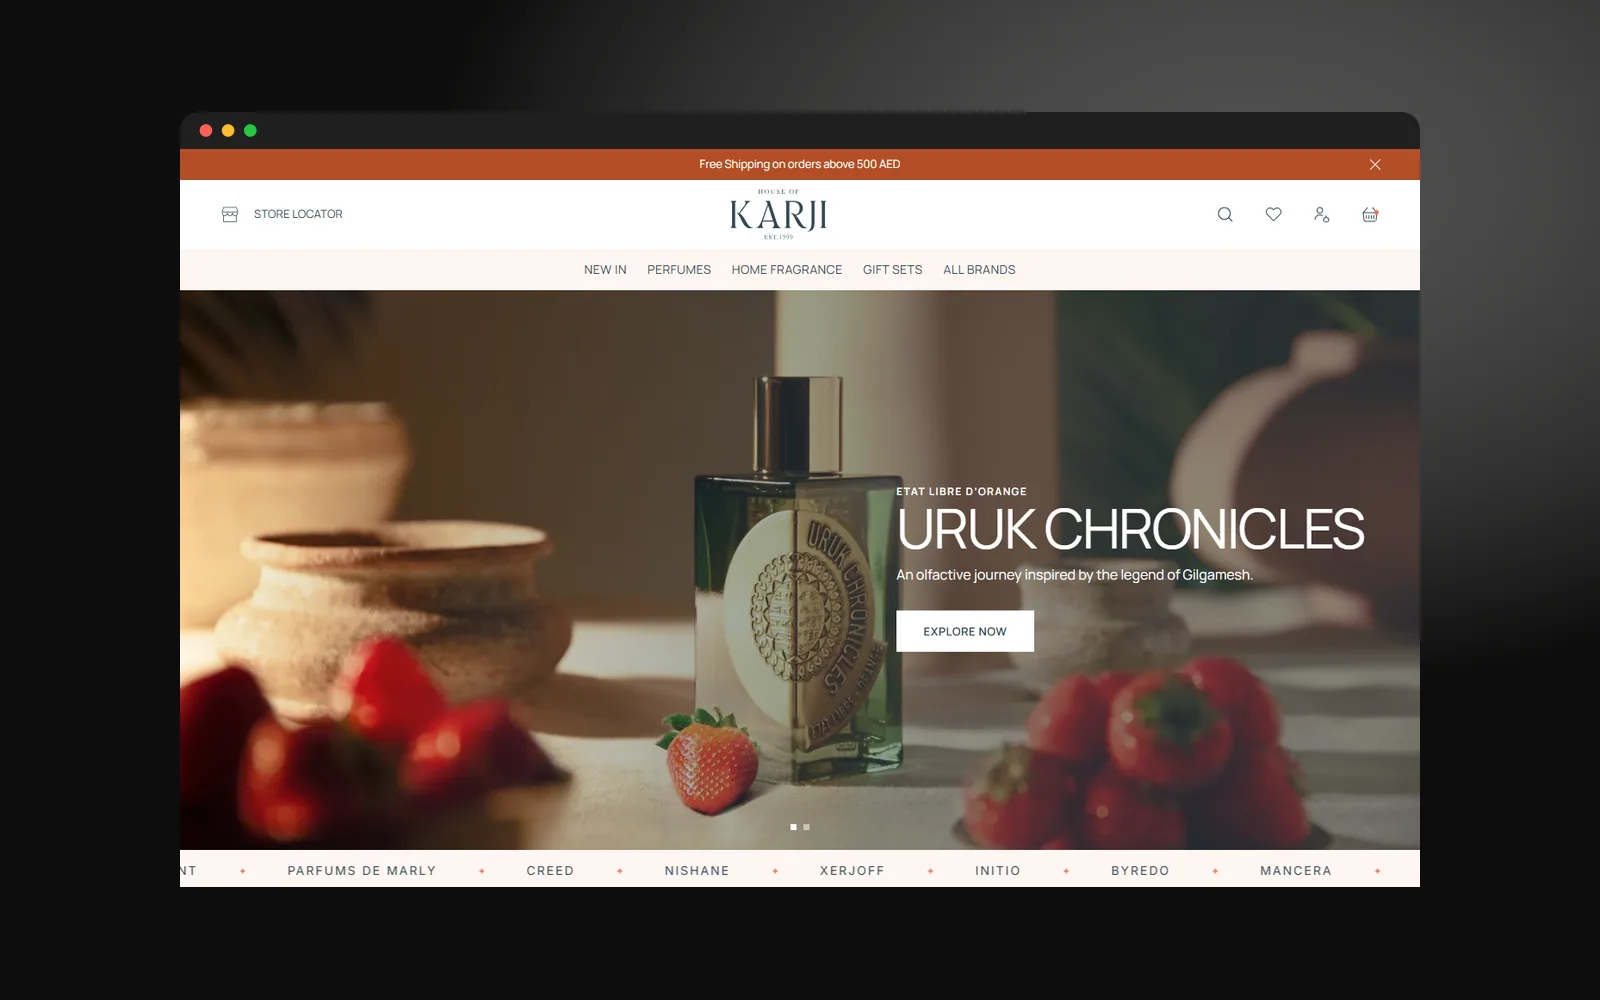 Free Shipping on orders above 500 AED
STORE LOCATOR
HOUSE OF
KARJI
EST.1999
NEW IN PERFUMES HOME FRAGRANCE GIFT SETS ALL BRANDS
URUK CHRONICLES
ETAT LIBRE D'ORANGE
URUK CHRONICLES
An olfactive journey inspired by the legend of Gilgamesh.
EXPLORE NOW
NT PARFUMS DE MARLY CREED NISHANE XERJOFF INITIO BYREDO MANCERA